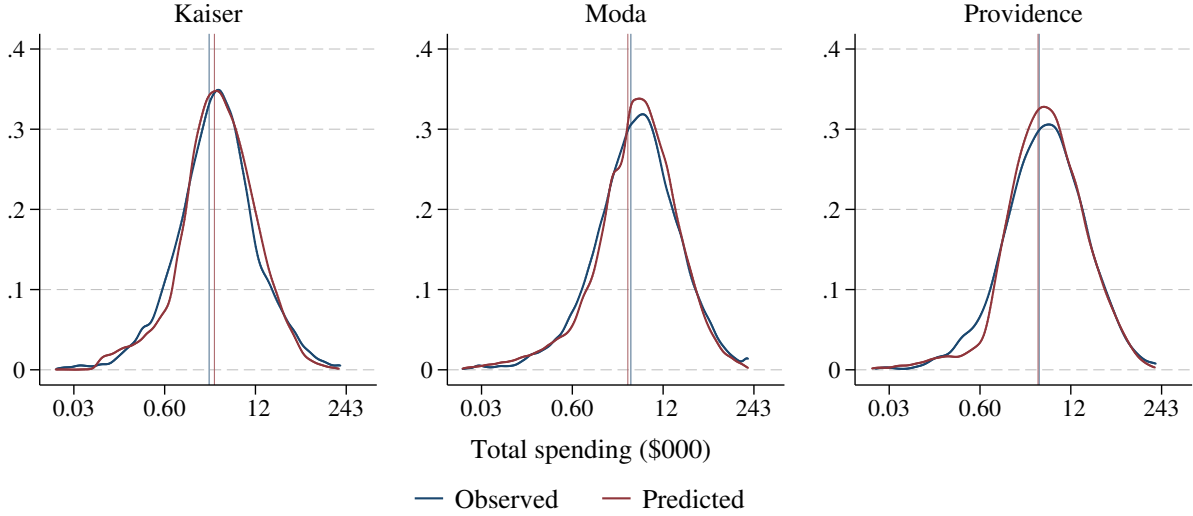 Kaiser
Moda
Providence
.4
.3
.2
.1
0
0.03 0.60 12 243
.4
.3
.2
.1
0
0.03 0.60 12 243
.4
.3
.2
.1
0
0.03 0.60 12 243
Total spending ($000)
Observed Predicted